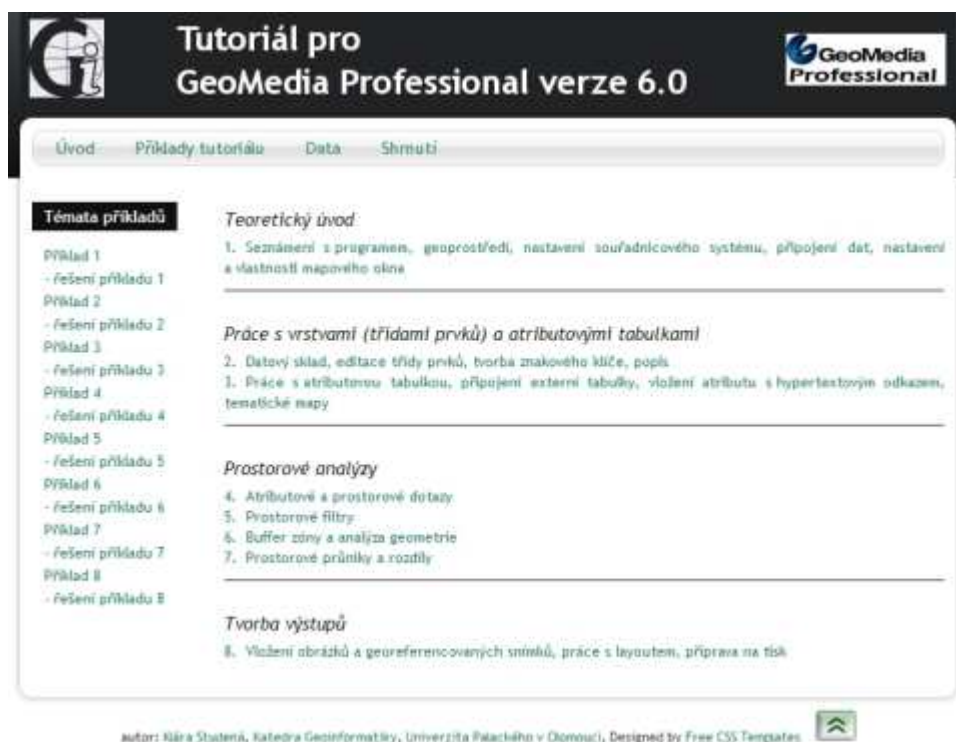 Gi
Tutoriál pro
GeoMedia Professional verze 6.0
GeoMedia
Professional
Úvod Příklady tutoriálu Data Shrnutí
Témata příkladů
Příklad 1
- řešení příkladu 1
Příklad 2
- řešení příkladu 2
Příklad 3
- řešení příkladu 3
Příklad 4
- řešení příkladu 4
Příklad 5
- řešení příkladu 5
Příklad 6
- řešení příkladu 6
Příklad 7
- řešení příkladu 7
Příklad 8
- řešení příkladu 8
Teoretický úvod
1. Seznámení s programem, geoprostředí, nastavení souřadnicového systému, připojení dat, nastavení
a vlastností mapového okna
Práce s vrstvami (třídami prvků) a atributovými tabulkami
2. Datový sklad, editace třídy prvků, tvorba znakového klíče, popis
3. Práce s atributovou tabulkou, připojení externí tabulky, vložení atributu s hypertextovým odkazem,
tematické mapy
Prostorové analýzy
4. Atributové a prostorové dotazy
5. Prostorové filtry
6. Buffer zóny a analýza geometrie
7. Prostorové průniky a rozdíly
Tvorba výstupů
8. Vložení obrázků a georeferencovaných snímků, práce s layoutem, příprava na tisk
autor: Klára Studená, Katedra Geoinformatiky, Univerzita Palackého v Olomouci, Designed by Free CSS Templates